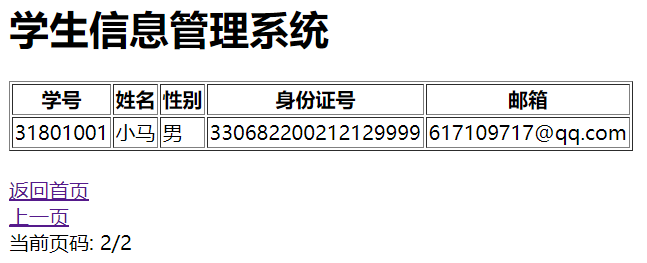 学生信息管理系统
学号 姓名 性别 身份证号 邮箱
31801001 小马 男 330682200212129999 617109717@qq.com
返回首页
上一页
当前页码: 2/2